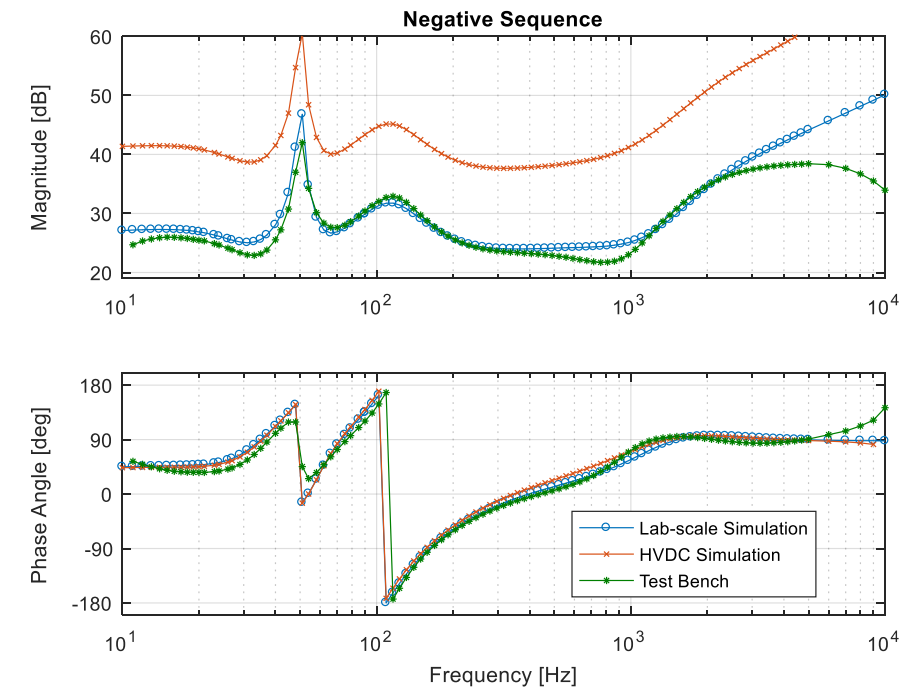 Negative Sequence
Magnitude [dB]
60
50
40
30
20
10^1
10^2
10^3
10^4
Phase Angle [deg]
180
90
0
-90
-180
Lab-scale Simulation
HVDC Simulation
Test Bench
10^1
10^2
10^3
10^4
Frequency [Hz]